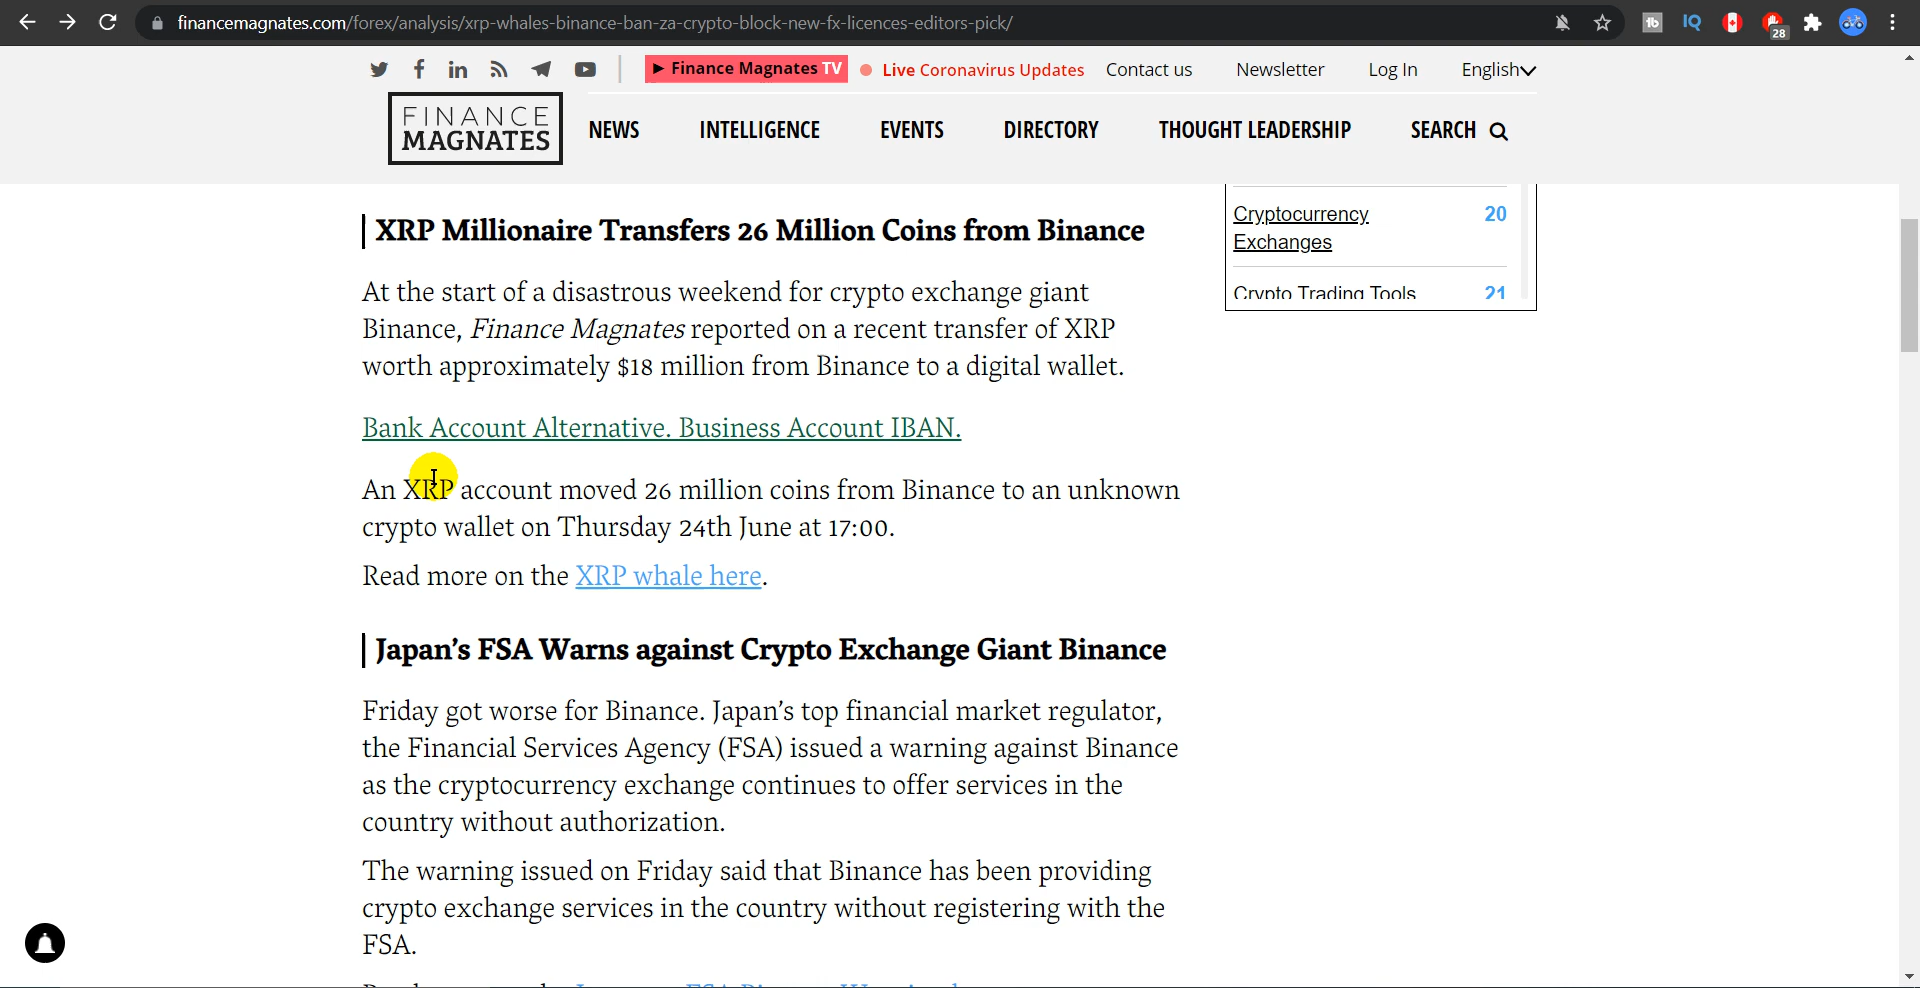 financemagnates.com/forex/analysis/xrp-whales-binance-ban-za-crypto-block-new-fx-licences-editors-pick/
tb
IQ
28
Finance Magnates TV
Live Coronavirus Updates
Contact us
Newsletter
Log In
English
FINANCE
MAGNATES
NEWS
INTELLIGENCE
EVENTS
DIRECTORY
THOUGHT LEADERSHIP
SEARCH
XRP Millionaire Transfers 26 Million Coins from Binance
At the start of a disastrous weekend for crypto exchange giant
Binance, Finance Magnates reported on a recent transfer of XRP
worth approximately $18 million from Binance to a digital wallet.
Bank Account Alternative. Business Account IBAN.
An XRP account moved 26 million coins from Binance to an unknown
crypto wallet on Thursday 24th June at 17:00.
Read more on the XRP whale here.
Japan’s FSA Warns against Crypto Exchange Giant Binance
Friday got worse for Binance. Japan’s top financial market regulator,
the Financial Services Agency (FSA) issued a warning against Binance
as the cryptocurrency exchange continues to offer services in the
country without authorization.
The warning issued on Friday said that Binance has been providing
crypto exchange services in the country without registering with the
FSA.
Cryptocurrency 20
Exchanges
Crypto Trading Tools 21